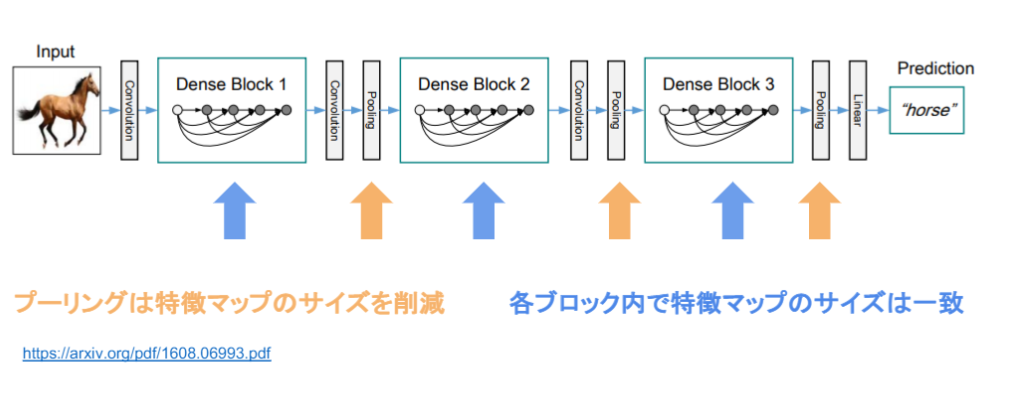 Input
Convolution
Dense Block 1
Convolution
Pooling
Dense Block 2
Convolution
Pooling
Dense Block 3
Pooling
Linear
Prediction
“horse”
プーリングは特徴マップのサイズを削減
各ブロック内で特徴マップのサイズは一致
https://arxiv.org/pdf/1608.06993.pdf